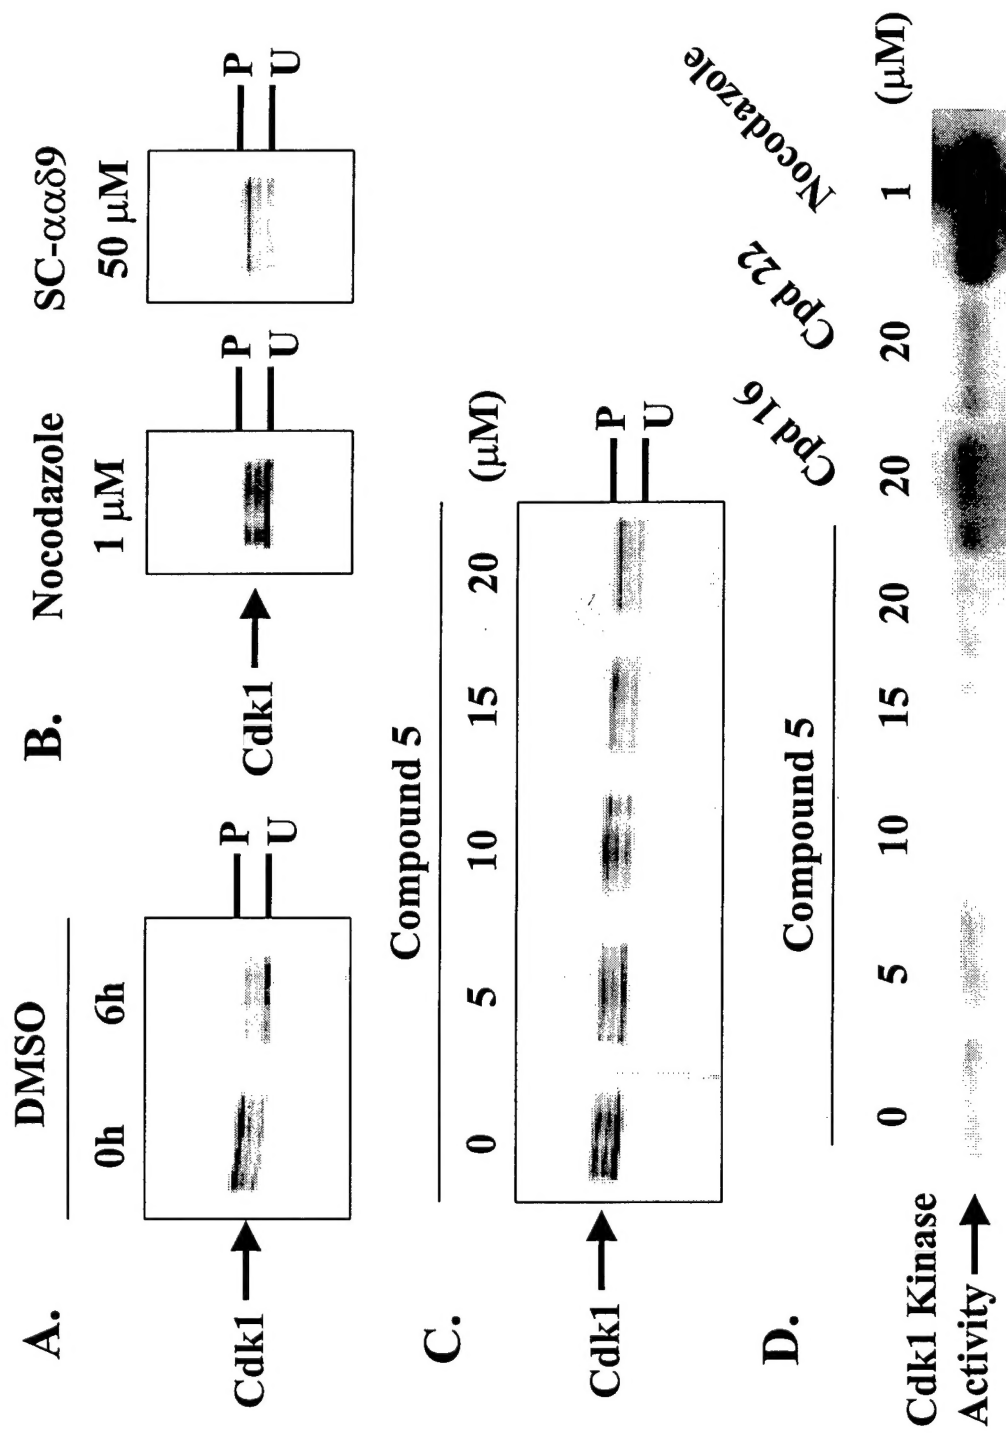 A.
DMSO
0h 6h
Cdk1
P
U
B.
Nocodazole SC-ααδ9
1 μM 50 μM
Cdk1
P
U
P
U
C.
Compound 5
0 5 10 15 20 (μM)
Cdk1
P
U
D.
Compound 5 Cpd 16 Cpd 22 Nocodazole
0 5 10 15 20 20 20 1 (μM)
Cdk1 Kinase
Activity